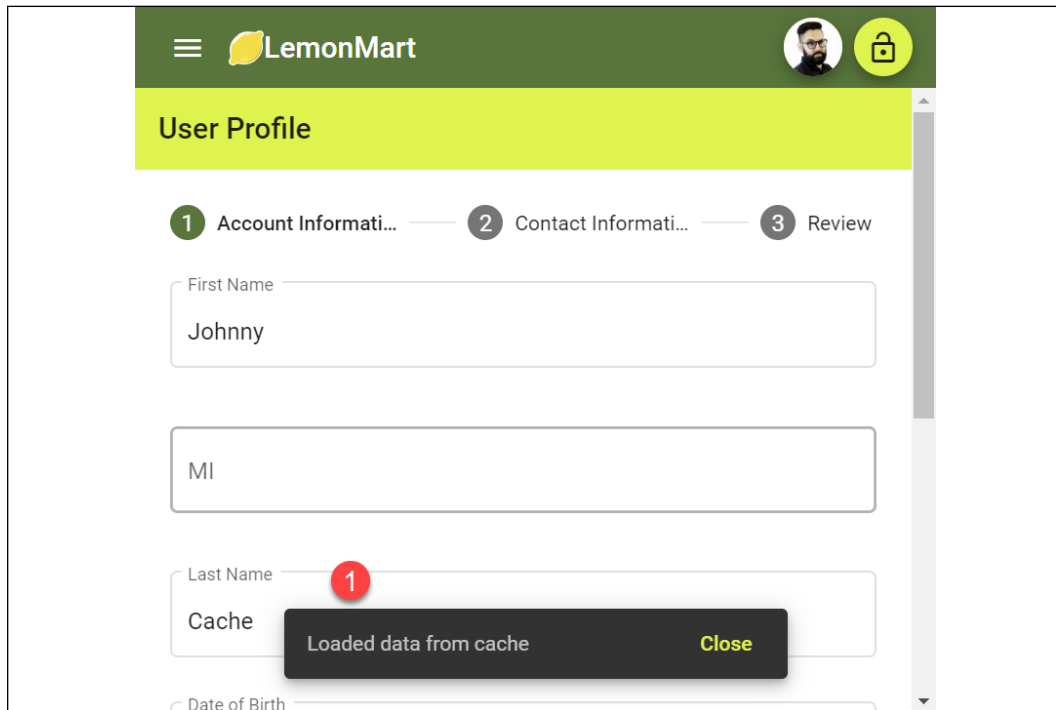 LemonMart
User Profile
1 Account Informati... 2 Contact Informati... 3 Review
First Name
Johnny
MI
Last Name
1
Cache
Loaded data from cache Close
Date of Birth